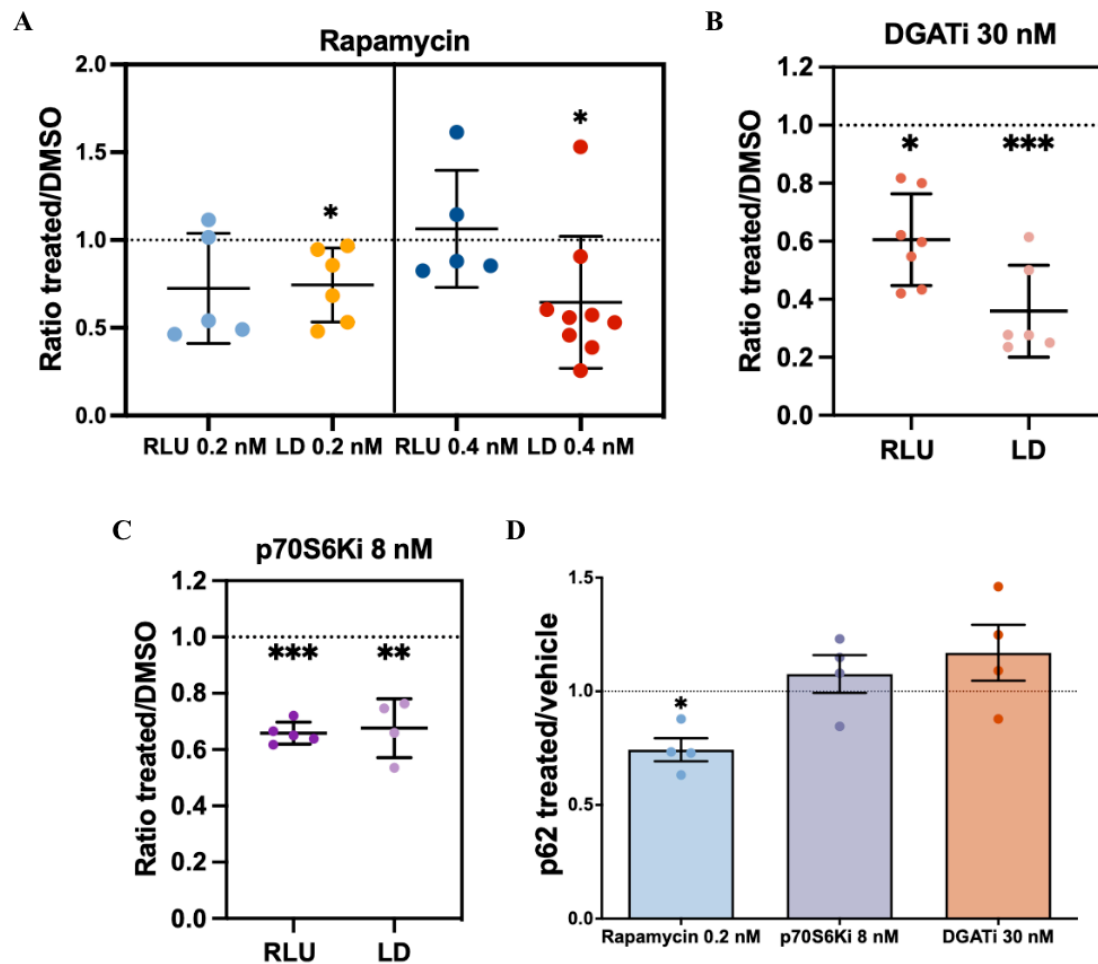 A
Rapamycin
Ratio treated/DMSO
2.0
1.5
1.0
0.5
0.0
*
*
RLU 0.2 nM LD 0.2 nM RLU 0.4 nM LD 0.4 nM
B
DGATi 30 nM
Ratio treated/DMSO
1.2
1.0
0.8
0.6
0.4
0.2
0.0
* ***
RLU LD
C
p70S6Ki 8 nM
Ratio treated/DMSO
1.2
1.0
0.8
0.6
0.4
0.2
0.0
*** **
RLU LD
D
p62 treated/vehicle
1.5
1.0
0.5
0.0
*
Rapamycin 0.2 nM p70S6Ki 8 nM DGATi 30 nM